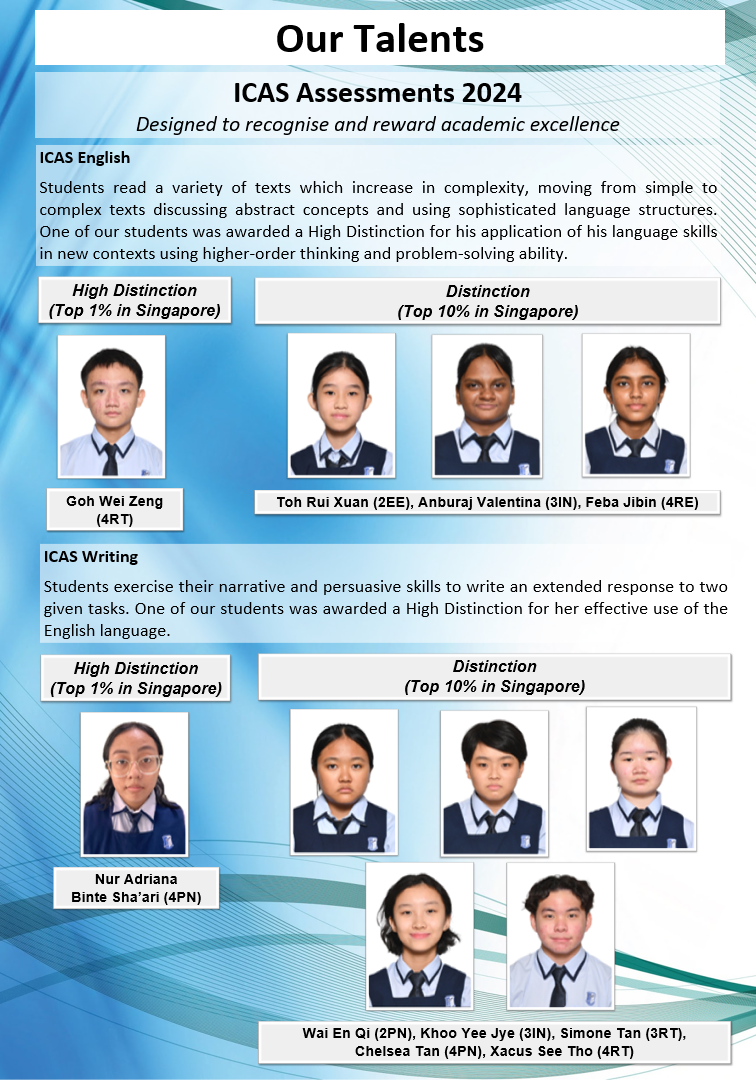 Our Talents
ICAS Assessments 2024
Designed to recognise and reward academic excellence
ICAS English
Students read a variety of texts which increase in complexity, moving from simple to
complex texts discussing abstract concepts and using sophisticated language structures.
One of our students was awarded a High Distinction for his application of his language skills
in new contexts using higher-order thinking and problem-solving ability.
High Distinction
(Top 1% in Singapore)
Distinction
(Top 10% in Singapore)
Goh Wei Zeng
(4RT)
Toh Rui Xuan (2EE), Anburaj Valentina (3IN), Feba Jibin (4RE)
ICAS Writing
Students exercise their narrative and persuasive skills to write an extended response to two
given tasks. One of our students was awarded a High Distinction for her effective use of the
English language.
High Distinction
(Top 1% in Singapore)
Distinction
(Top 10% in Singapore)
Nur Adriana
Binte Sha’ari (4PN)
Wai En Qi (2PN), Khoo Yee Jye (3IN), Simone Tan (3RT),
Chelsea Tan (4PN), Xacus See Tho (4RT)